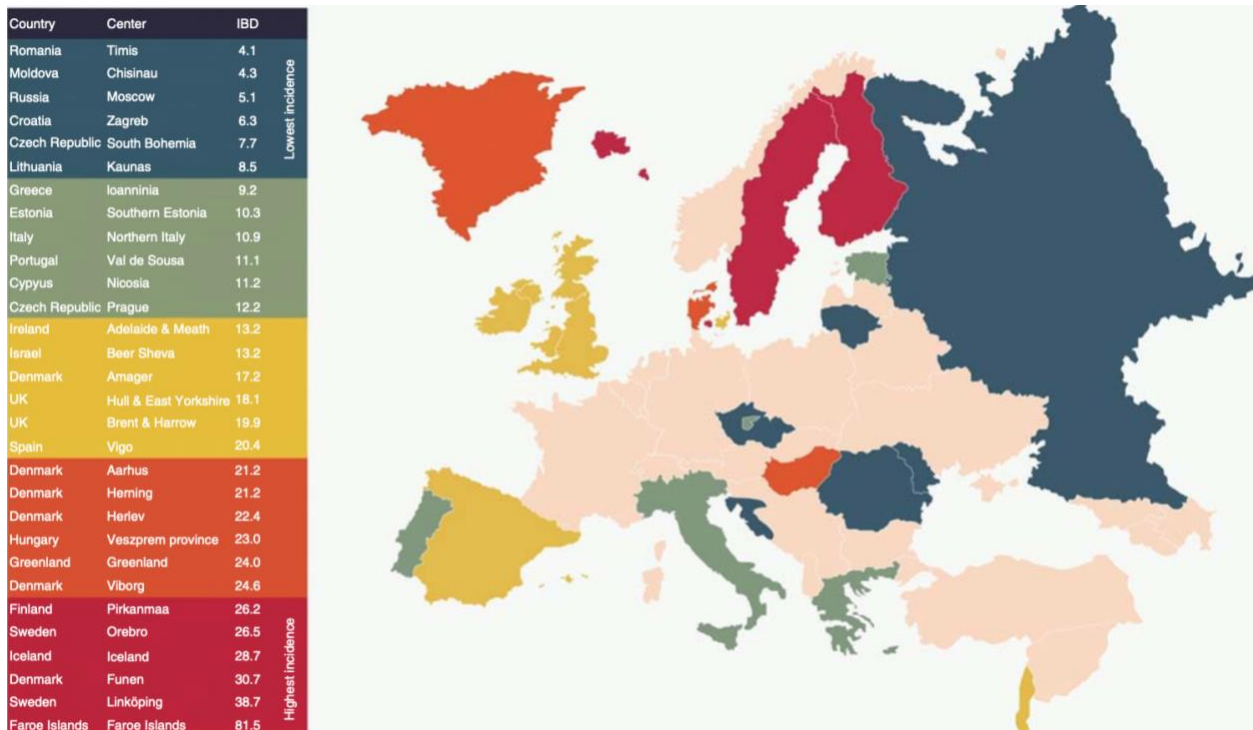 Country Center IBD
Romania Timis 4.1
Moldova Chisinau 4.3
Russia Moscow 5.1
Croatia Zagreb 6.3
Czech Republic South Bohemia 7.7
Lithuania Kaunas 8.5
Lowest incidence
Greece Ioanninia 9.2
Estonia Southern Estonia 10.3
Italy Northern Italy 10.9
Portugal Val de Sousa 11.1
Cypyus Nicosia 11.2
Czech Republic Prague 12.2
Ireland Adelaide & Meath 13.2
Israel Beer Sheva 13.2
Denmark Amager 17.2
UK Hull & East Yorkshire 18.1
UK Brent & Harrow 19.9
Spain Vigo 20.4
Denmark Aarhus 21.2
Denmark Herning 21.2
Denmark Herlev 22.4
Hungary Veszprem province 23.0
Greenland Greenland 24.0
Denmark Viborg 24.6
Finland Pirkanmaa 26.2
Sweden Orebro 26.5
Iceland Iceland 28.7
Denmark Funen 30.7
Sweden Linköping 38.7
Faroe Islands Faroe Islands 81.5
Highest incidence